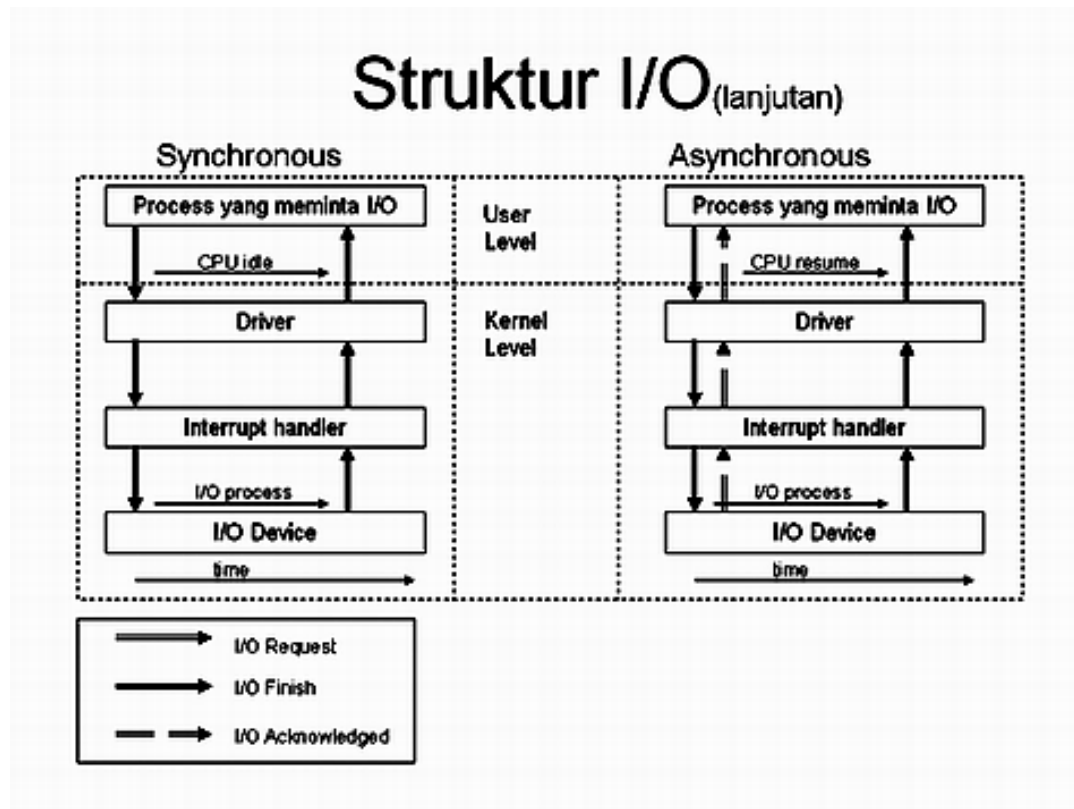 Struktur I/O(lanjutan)
Synchronous
Asynchronous
Process yang meminta I/O
User
Level
Process yang meminta I/O
CPU idle
CPU resume
Driver
Kernel
Level
Driver
Interrupt handler
Interrupt handler
I/O process
I/O process
I/O Device
I/O Device
time
time
I/O Request
I/O Finish
I/O Acknowledged